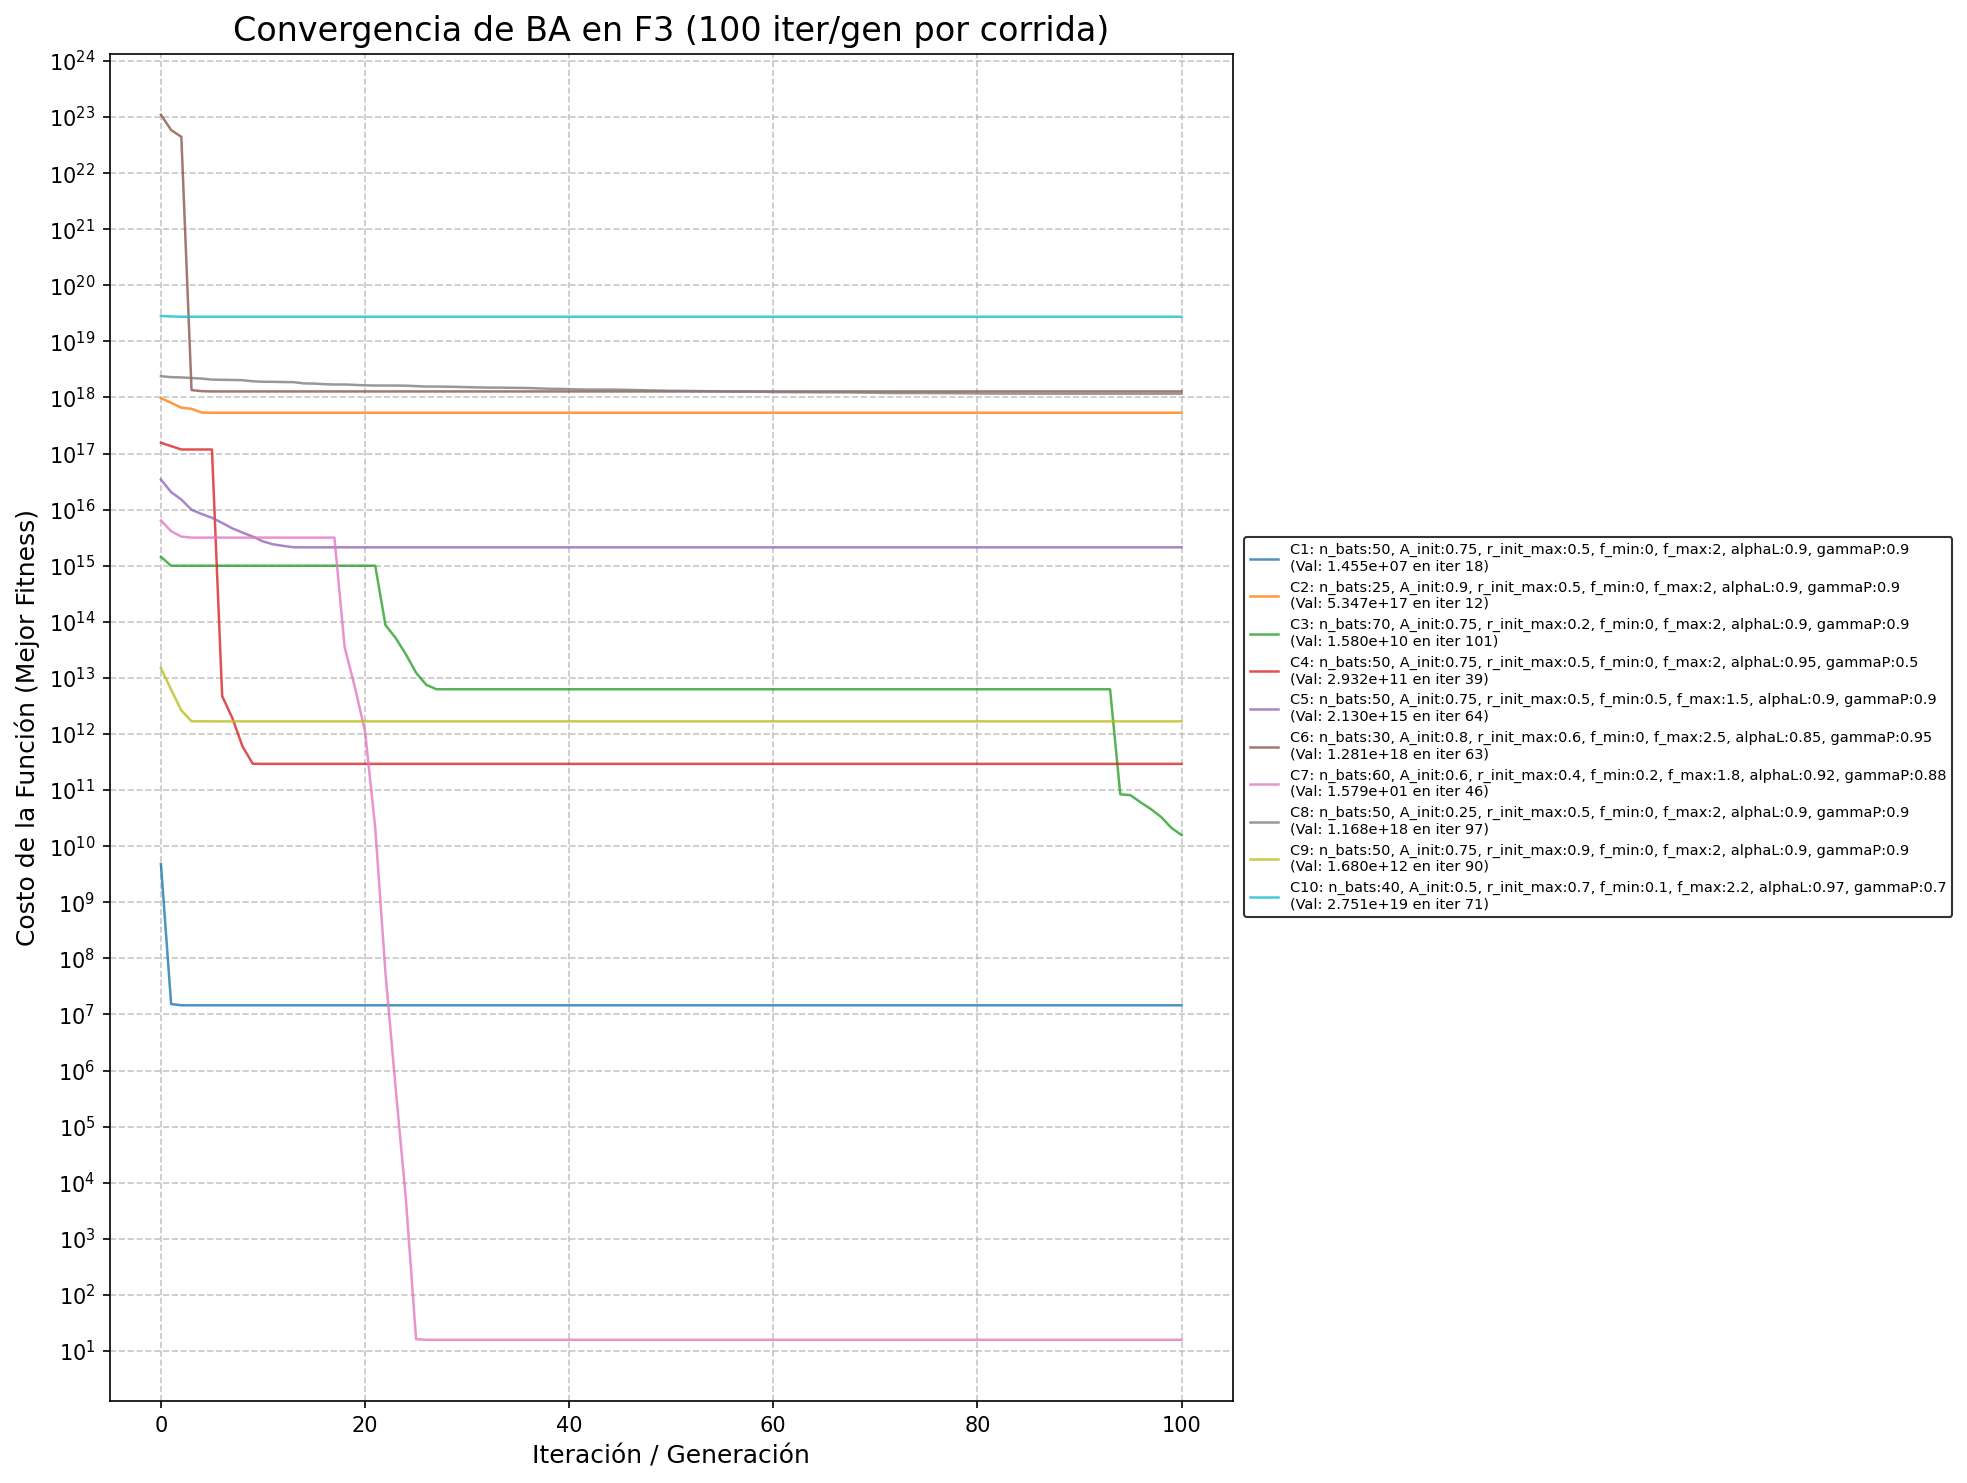 Convergencia de BA en F3 (100 iter/gen por corrida)
Costo de la Función (Mejor Fitness)
10^24
10^23
10^22
10^21
10^20
10^19
10^18
10^17
10^16
10^15
10^14
10^13
10^12
10^11
10^10
10^9
10^8
10^7
10^6
10^5
10^4
10^3
10^2
10^1
0 20 40 60 80 100
Iteración / Generación
C1: n_bats:50, A_init:0.75, r_init_max:0.5, f_min:0, f_max:2, alphaL:0.9, gammaP:0.9
(Val: 1.455e+07 en iter 18)
C2: n_bats:25, A_init:0.9, r_init_max:0.5, f_min:0, f_max:2, alphaL:0.9, gammaP:0.9
(Val: 5.347e+17 en iter 12)
C3: n_bats:70, A_init:0.75, r_init_max:0.2, f_min:0, f_max:2, alphaL:0.9, gammaP:0.9
(Val: 1.580e+10 en iter 101)
C4: n_bats:50, A_init:0.75, r_init_max:0.5, f_min:0, f_max:2, alphaL:0.95, gammaP:0.5
(Val: 2.932e+11 en iter 39)
C5: n_bats:50, A_init:0.75, r_init_max:0.5, f_min:0.5, f_max:1.5, alphaL:0.9, gammaP:0.9
(Val: 2.130e+15 en iter 64)
C6: n_bats:30, A_init:0.8, r_init_max:0.6, f_min:0, f_max:2.5, alphaL:0.85, gammaP:0.95
(Val: 1.281e+18 en iter 63)
C7: n_bats:60, A_init:0.6, r_init_max:0.4, f_min:0.2, f_max:1.8, alphaL:0.92, gammaP:0.88
(Val: 1.579e+01 en iter 46)
C8: n_bats:50, A_init:0.25, r_init_max:0.5, f_min:0, f_max:2, alphaL:0.9, gammaP:0.9
(Val: 1.168e+18 en iter 97)
C9: n_bats:50, A_init:0.75, r_init_max:0.9, f_min:0, f_max:2, alphaL:0.9, gammaP:0.9
(Val: 1.680e+12 en iter 90)
C10: n_bats:40, A_init:0.5, r_init_max:0.7, f_min:0.1, f_max:2.2, alphaL:0.97, gammaP:0.7
(Val: 2.751e+19 en iter 71)